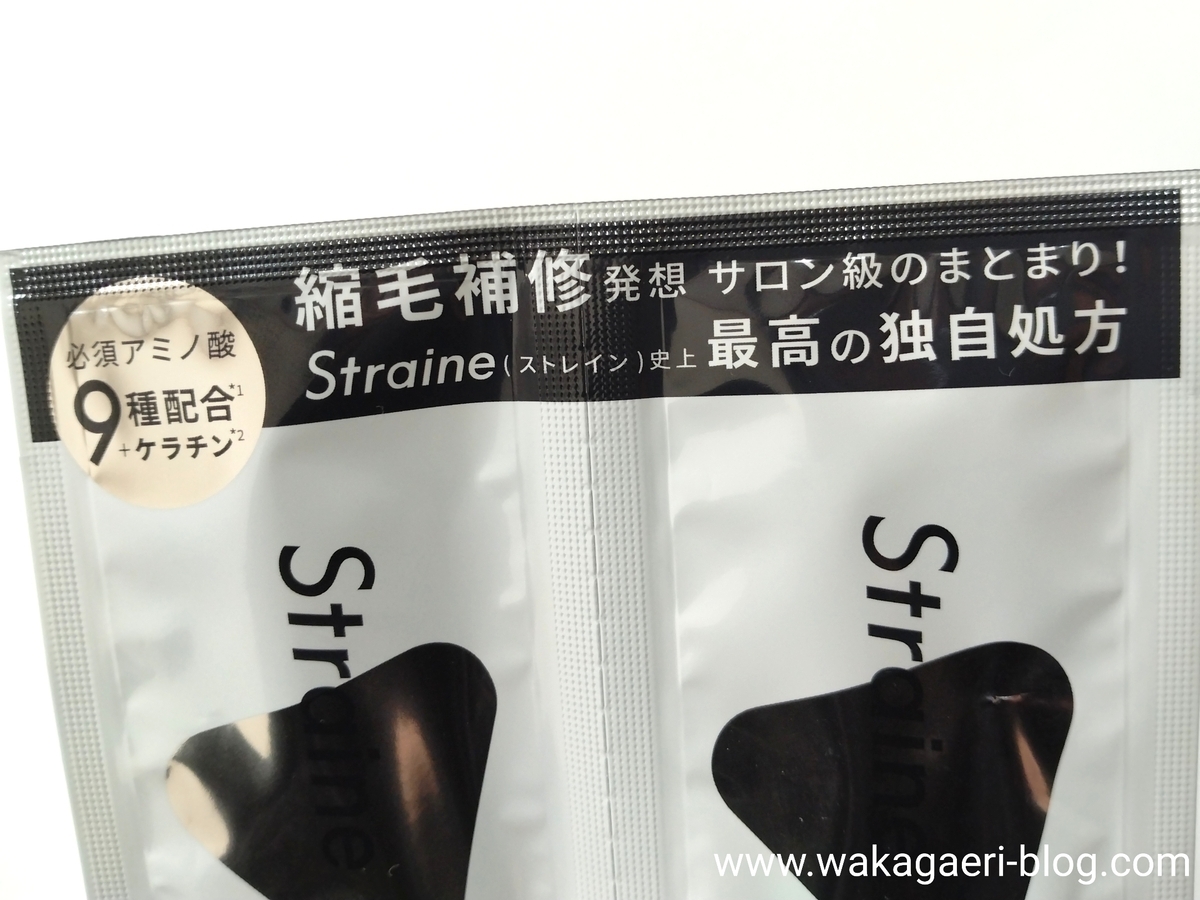 縮毛補修発想 サロン級のまとまり!
Straine(ストレイン)史上 最高の独自処方
必須アミノ酸
9種配合*1
+ケラチン*2
Straine
Straine
www.wakagaeri-blog.com